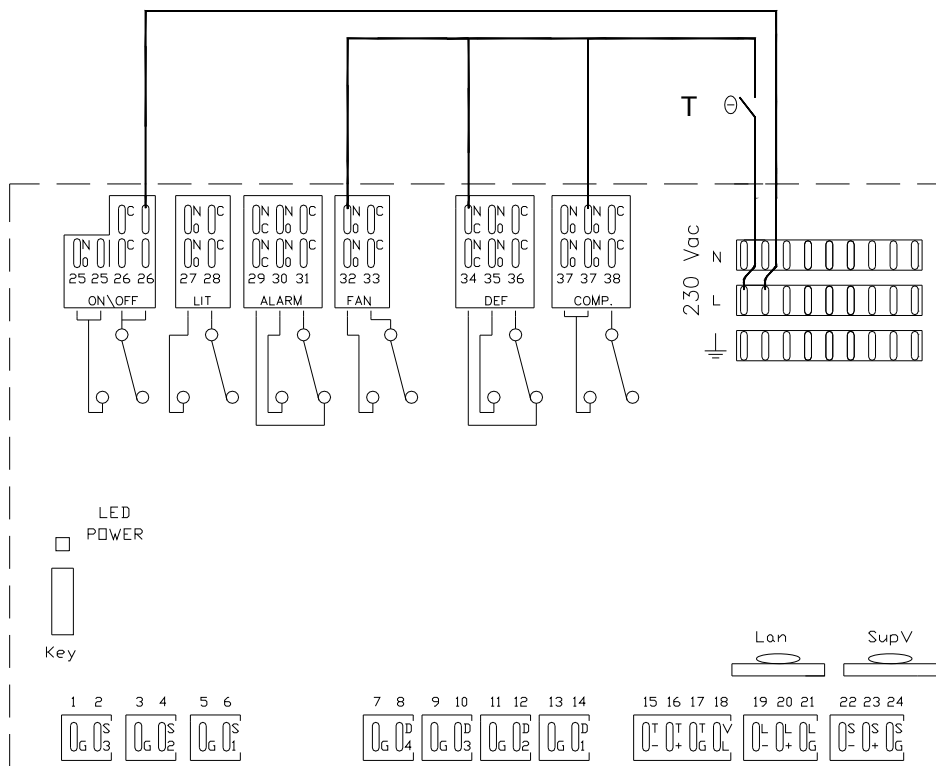 T
C
N O N O C N O C N C N O C N O C N C N O C N O N O C
N O C N O N O C N C N O C N O C N C N O C N O N O C
25 25 26 26 27 28 29 30 31 32 33 34 35 36 37 37 38
ON\OFF LIT ALARM FAN DEF COMP.
230 Vac
N
L
LED
POWER
Key
Lan SupV
1 2 3 4 5 6 7 8 9 10 11 12 13 14 15 16 17 18 19 20 21 22 23 24
G S3 G S2 G S1 G D4 G D3 G D2 G D1 T- T+ TG VL L- L+ LG S- S+ SG